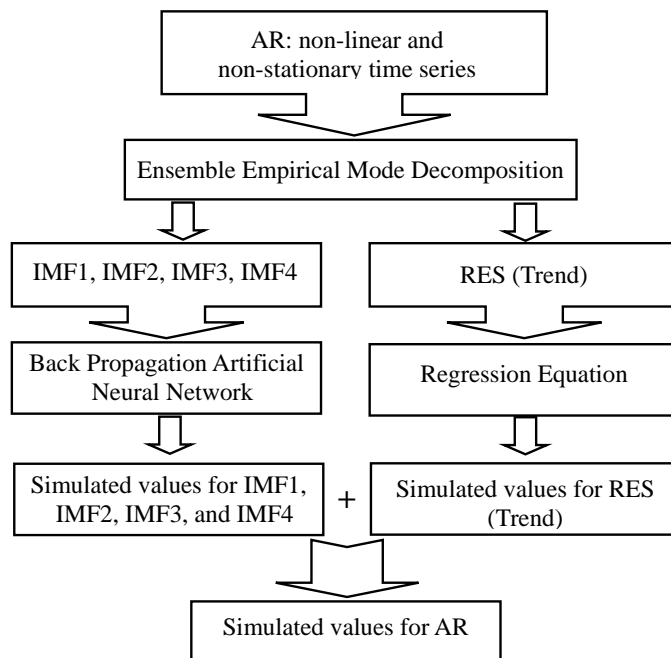 AR: non-linear and
non-stationary time series
Ensemble Empirical Mode Decomposition
IMF1, IMF2, IMF3, IMF4
RES (Trend)
Back Propagation Artificial
Neural Network
Regression Equation
Simulated values for IMF1,
IMF2, IMF3, and IMF4
+
Simulated values for RES
(Trend)
Simulated values for AR